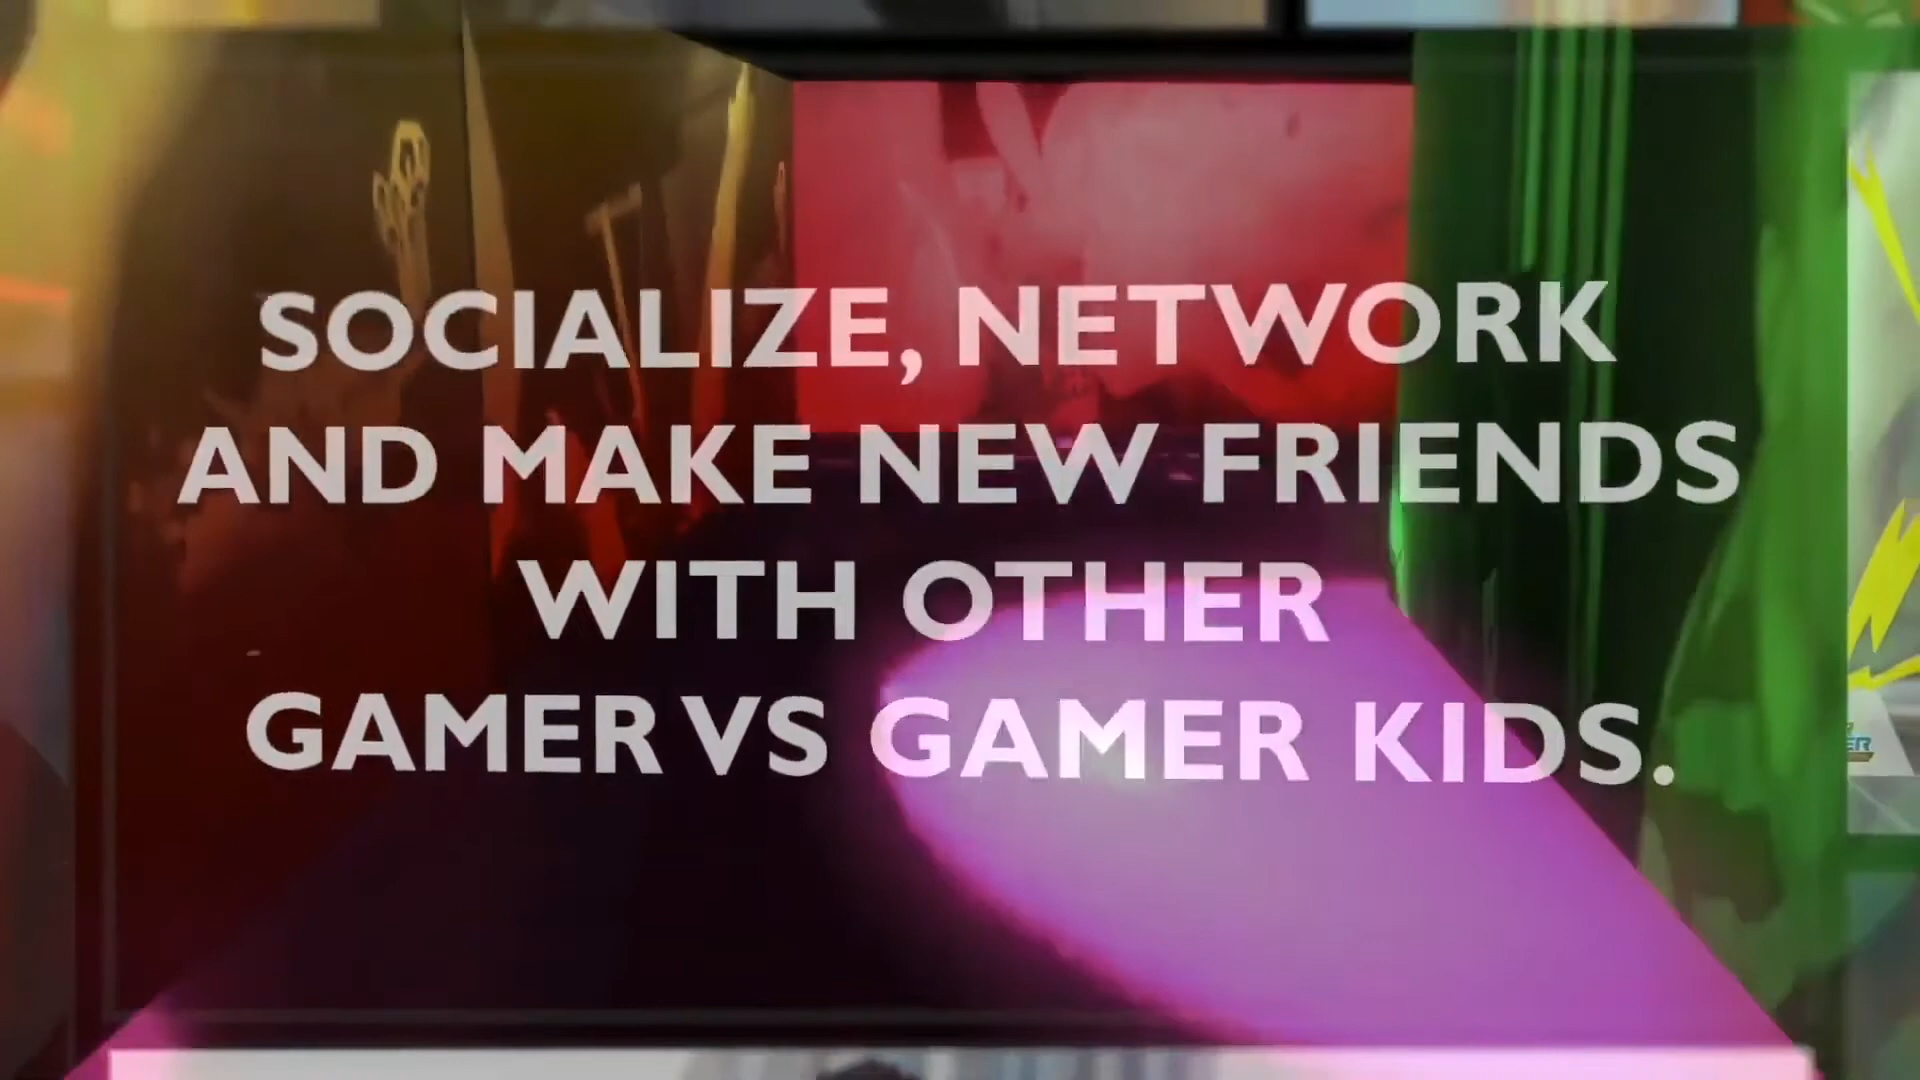 SOCIALIZE, NETWORK
AND MAKE NEW FRIENDS
WITH OTHER
GAMER VS GAMER KIDS.